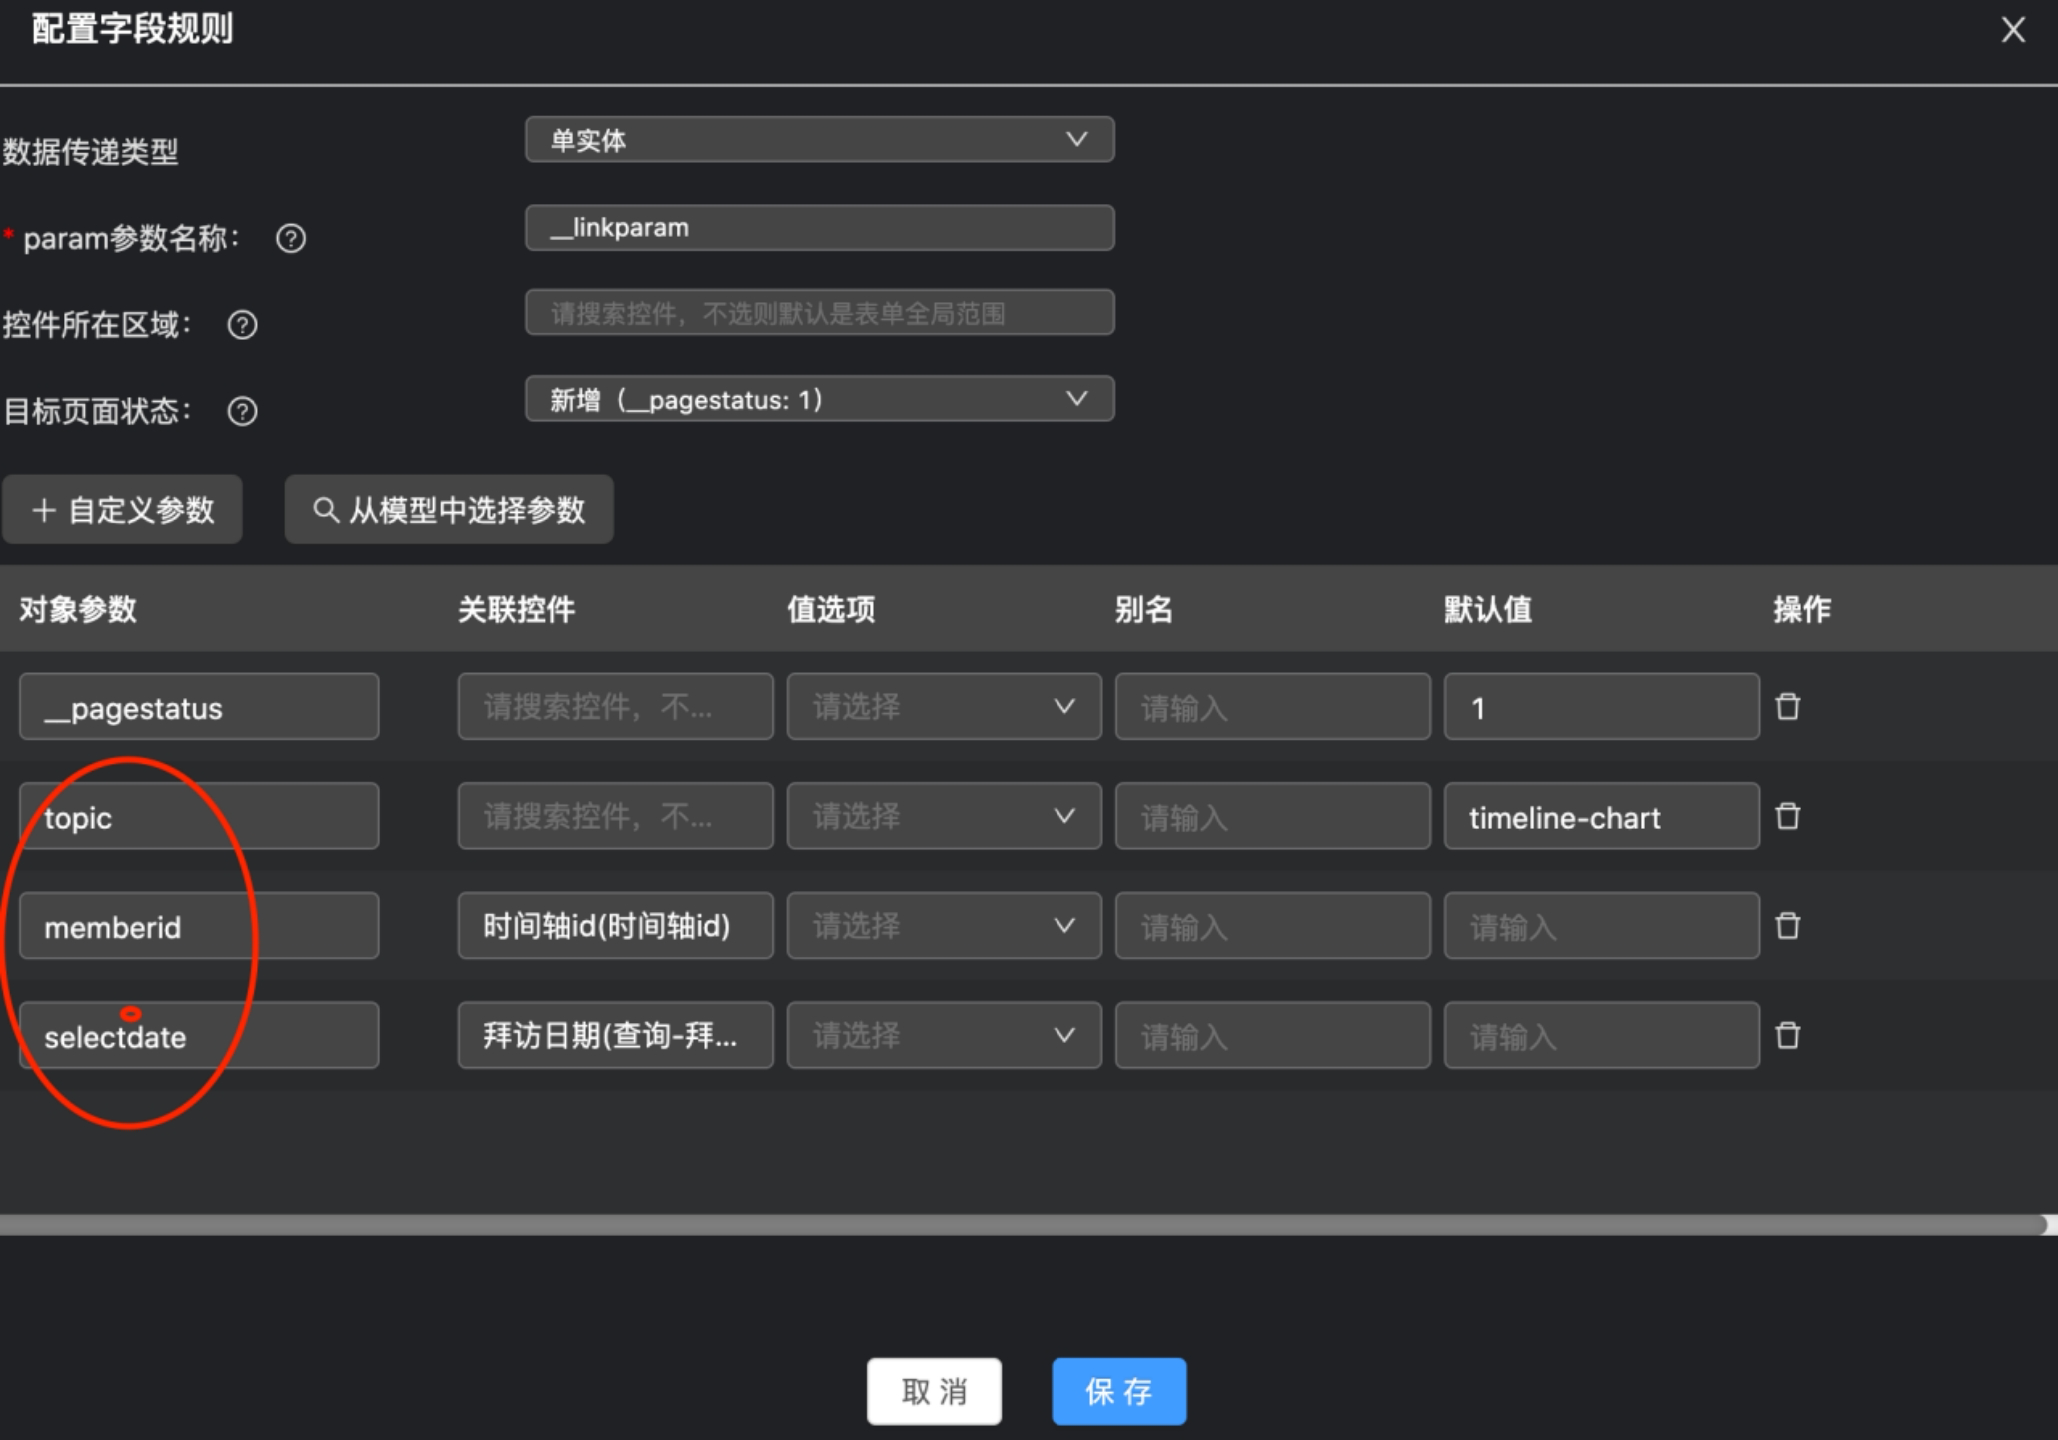 配置字段规则
数据传递类型 单实体
* param参数名称： __linkparam
控件所在区域： 请搜索控件，不选则默认是表单全局范围
目标页面状态： 新增（__pagestatus: 1）
自定义参数 从模型中选择参数
对象参数 关联控件 值选项 别名 默认值 操作
__pagestatus 请搜索控件，不... 请选择 请输入 1
topic 请搜索控件，不... 请选择 请输入 timeline-chart
memberid 时间轴id(时间轴id) 请选择 请输入 请输入
selectdate 拜访日期(查询-拜... 请选择 请输入 请输入
取 消 保 存